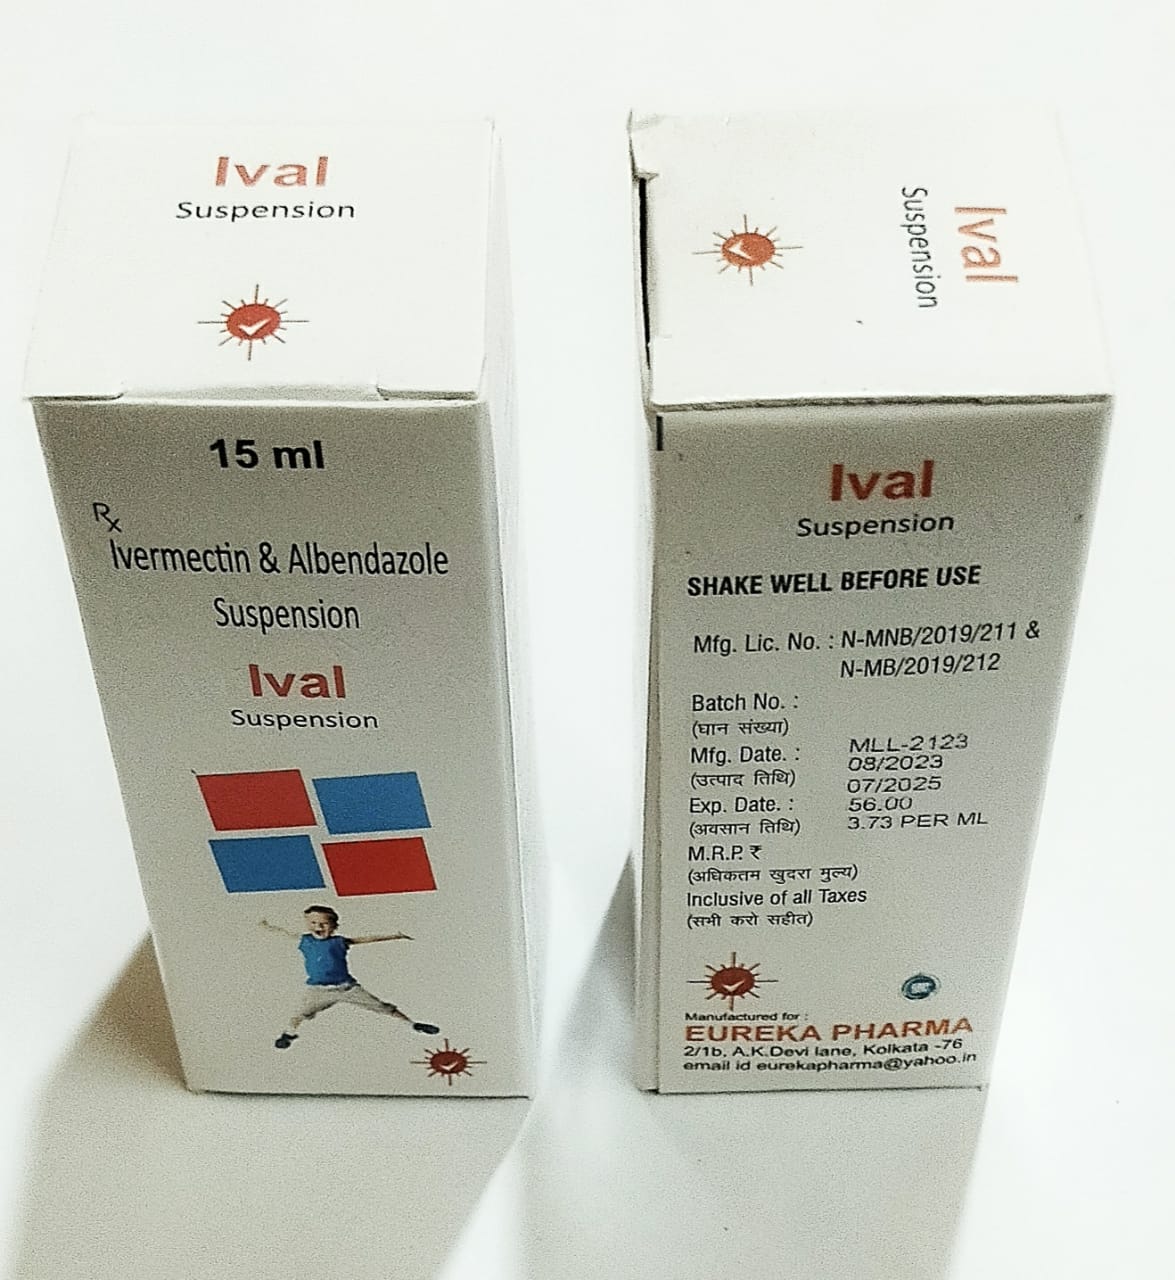 Ival
Suspension
15 ml
Rx
Ivermectin & Albendazole
Suspension
Ival
Suspension
Ival
Suspension
Ival
Suspension
SHAKE WELL BEFORE USE
Mfg. Lic. No. : N-MNB/2019/211 &
N-MB/2019/212
Batch No. :
(घान संख्या)
MLL-2123
Mfg. Date. :
08/2023
(उत्पाद तिथि)
07/2025
Exp. Date. :
56.00
(अवसान तिथि)
3.73 PER ML
M.R.P. ₹
(अधिकतम खुदरा मुल्य)
Inclusive of all Taxes
(सभी करो सहीत)
Manufactured for :
EUREKA PHARMA
2/1b, A.K.Devi lane, Kolkata -76
email id eurekapharma@yahoo.in